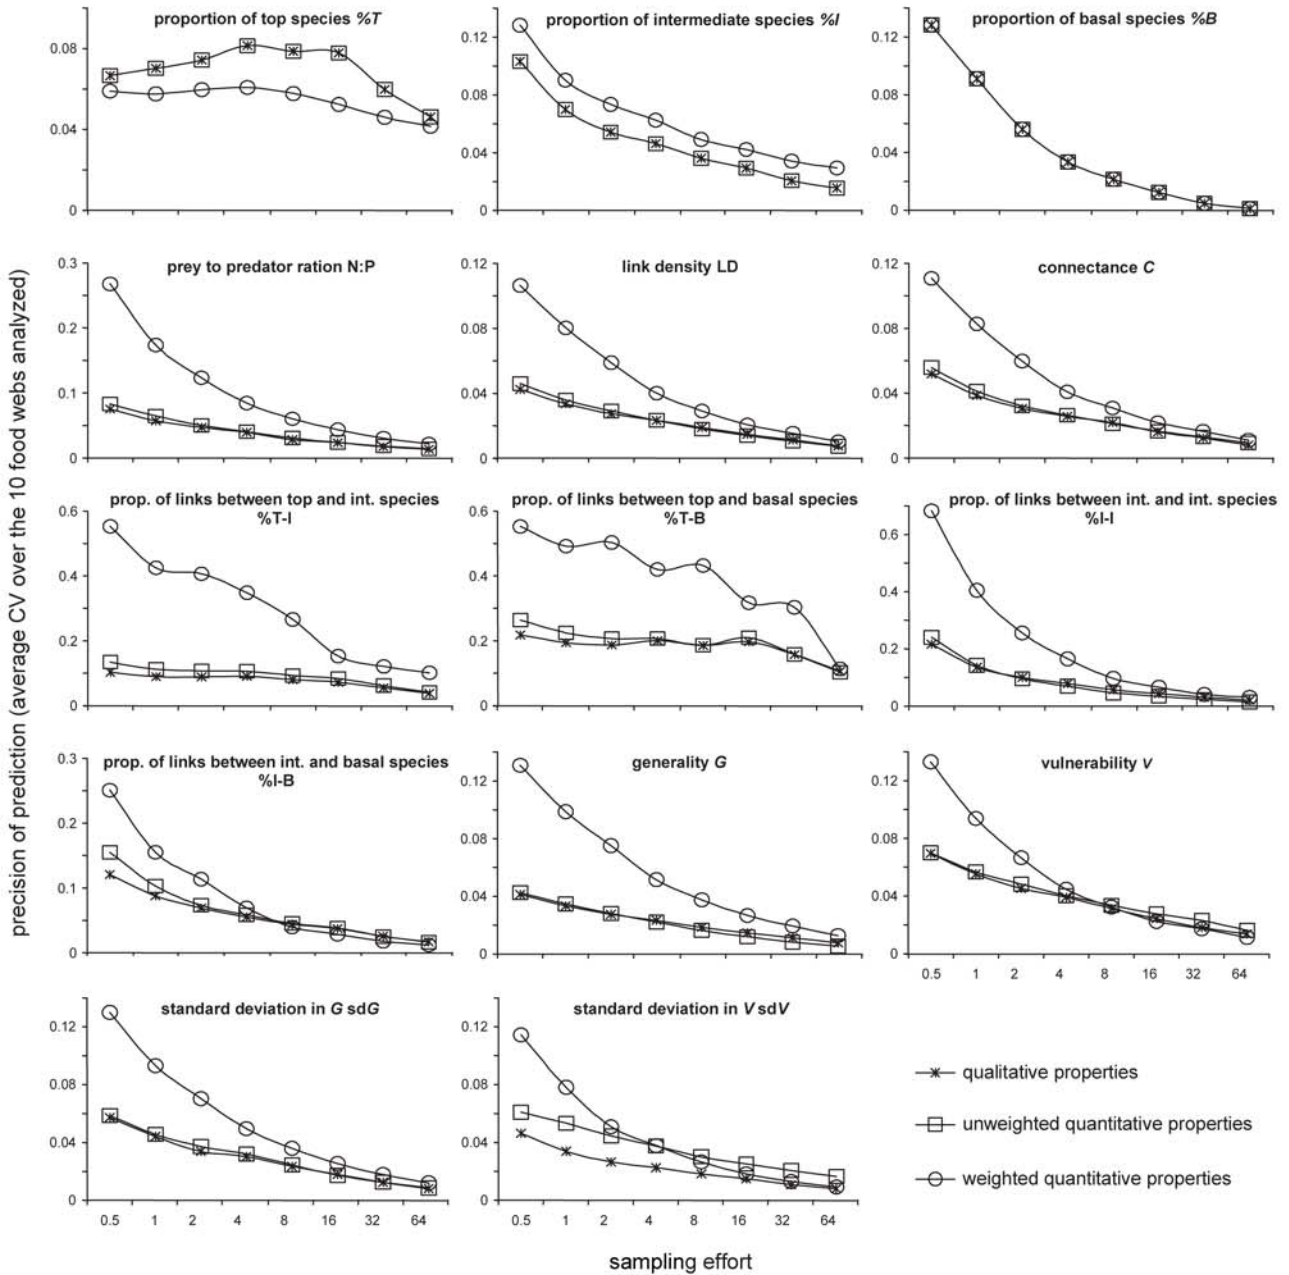 proportion of top species %T
0.08
0.04
0
proportion of intermediate species %I
0.12
0.08
0.04
0
proportion of basal species %B
0.12
0.08
0.04
0
prey to predator ration N:P
0.3
0.2
0.1
0
link density LD
0.12
0.08
0.04
0
connectance C
0.12
0.08
0.04
0
prop. of links between top and int. species
%T-I
0.6
0.4
0.2
0
prop. of links between top and basal species
%T-B
0.6
0.4
0.2
0
prop. of links between int. and int. species
%I-I
0.6
0.4
0.2
0
prop. of links between int. and basal species
%I-B
0.3
0.2
0.1
0
generality G
0.12
0.08
0.04
0
vulnerability V
0.12
0.08
0.04
0
0.5 1 2 4 8 16 32 64
standard deviation in G sdG
0.12
0.08
0.04
0
0.5 1 2 4 8 16 32 64
standard deviation in V sdV
0.12
0.08
0.04
0
0.5 1 2 4 8 16 32 64
qualitative properties
unweighted quantitative properties
weighted quantitative properties
precision of prediction (average CV over the 10 food webs analyzed)
sampling effort